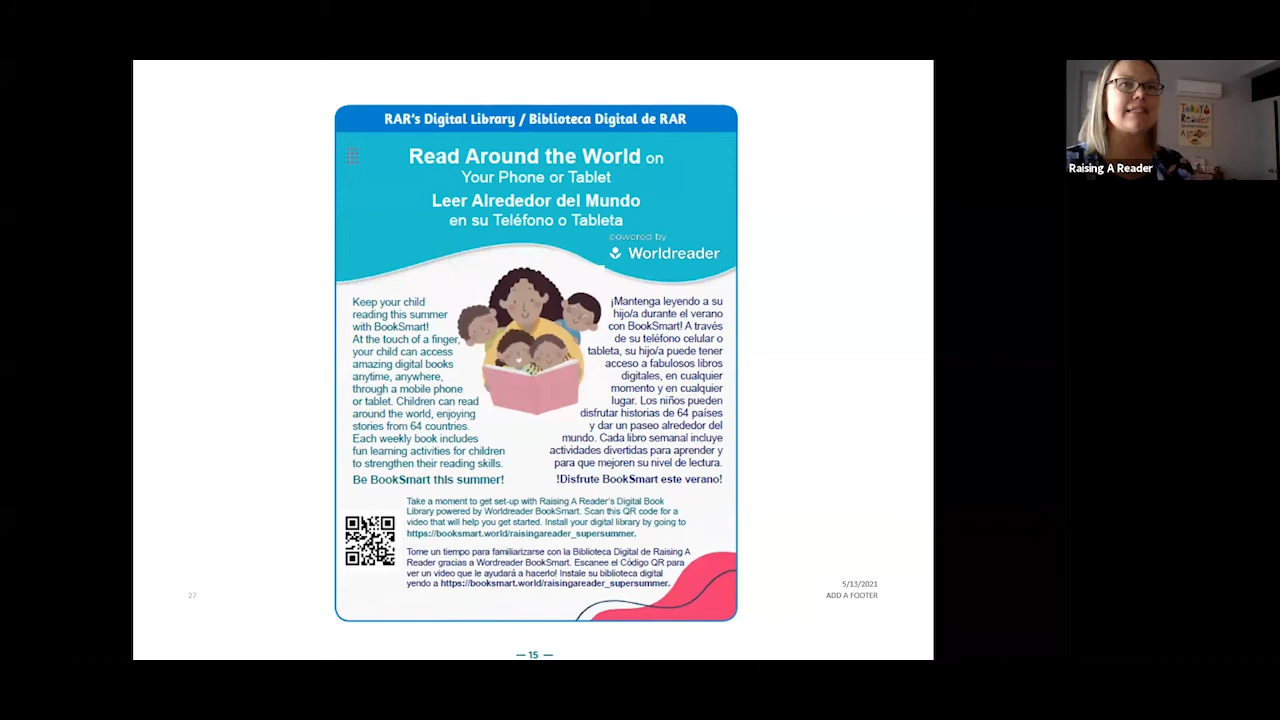 RAR's Digital Library / Biblioteca Digital de RAR
Read Around the World on
Your Phone or Tablet
Leer Alrededor del Mundo
en su Teléfono o Tableta
powered by
Worldreader
Keep your child
reading this summer
with BookSmart!
At the touch of a finger,
your child can access
amazing digital books
anytime, anywhere,
through a mobile phone
or tablet. Children can read
around the world, enjoying
stories from 64 countries.
Each weekly book includes
fun learning activities for children
to strengthen their reading skills.
Be BookSmart this summer!
¡Mantenga leyendo a su
hijo/a durante el verano
con BookSmart! A través
de su teléfono celular o
tableta, su hijo/a puede tener
acceso a fabulosos libros
digitales, en cualquier
momento y en cualquier
lugar. Los niños pueden
disfrutar historias de 64 países
y dar un paseo alrededor del
mundo. Cada libro semanal incluye
actividades divertidas para aprender y
para que mejoren su nivel de lectura.
!Disfrute BookSmart este verano!
Take a moment to get set-up with Raising A Reader's Digital Book
Library powered by Worldreader BookSmart. Scan this QR code for a
video that will help you get started. Install your digital library by going to
https://booksmart.world/raisingareader_supersummer.
Tome un tiempo para familiarizarse con la Biblioteca Digital de Raising A
Reader gracias a Wordreader BookSmart. Escanee el Código QR para
ver un video que le ayudará a hacerlo! Instale su biblioteca digital
yendo a https://booksmart.world/raisingareader_supersummer.
27
5/13/2021
ADD A FOOTER
— 15 —
TODAY A
Reader
A LeAdeR
Raising A Reader